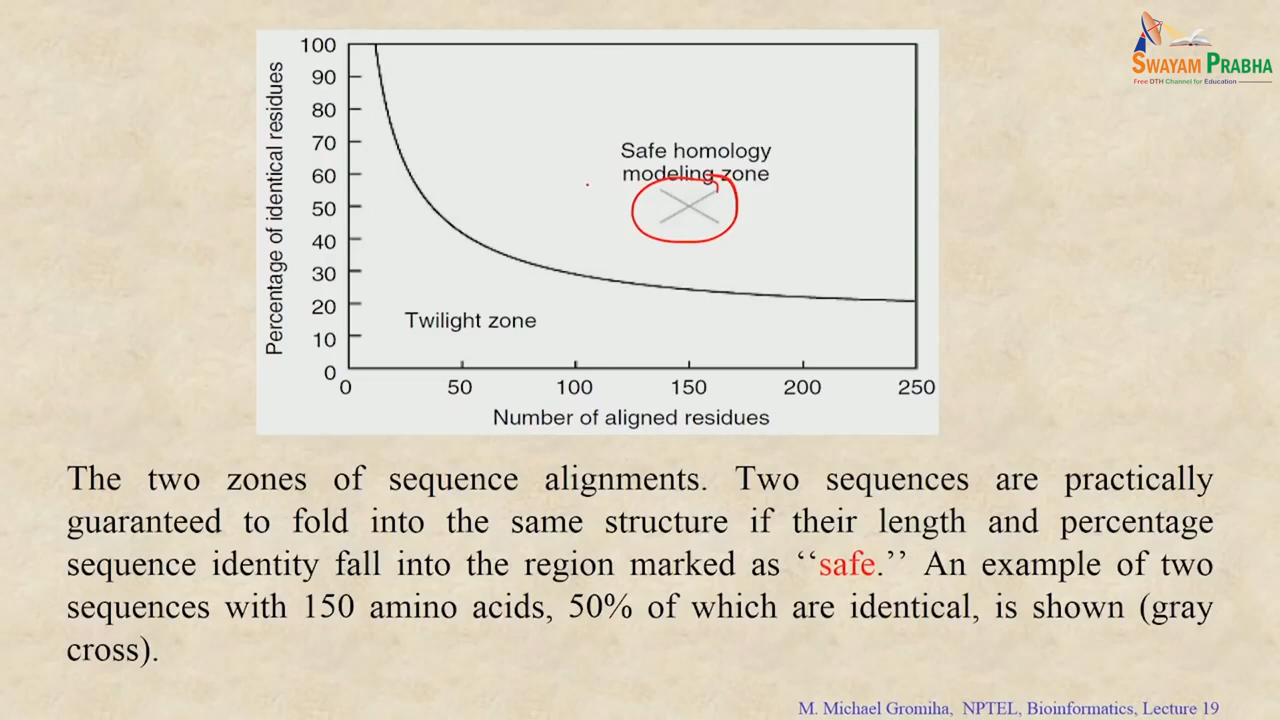 SWAYAM PRABHA
Free DTH Channel for Education
100
90
80
70
60
50
40
30
20
10
0
Percentage of identical residues
Safe homology
modeling zone
Twilight zone
0 50 100 150 200 250
Number of aligned residues
The two zones of sequence alignments. Two sequences are practically
guaranteed to fold into the same structure if their length and percentage
sequence identity fall into the region marked as ‘‘safe.’’ An example of two
sequences with 150 amino acids, 50% of which are identical, is shown (gray
cross).
M. Michael Gromiha, NPTEL, Bioinformatics, Lecture 19